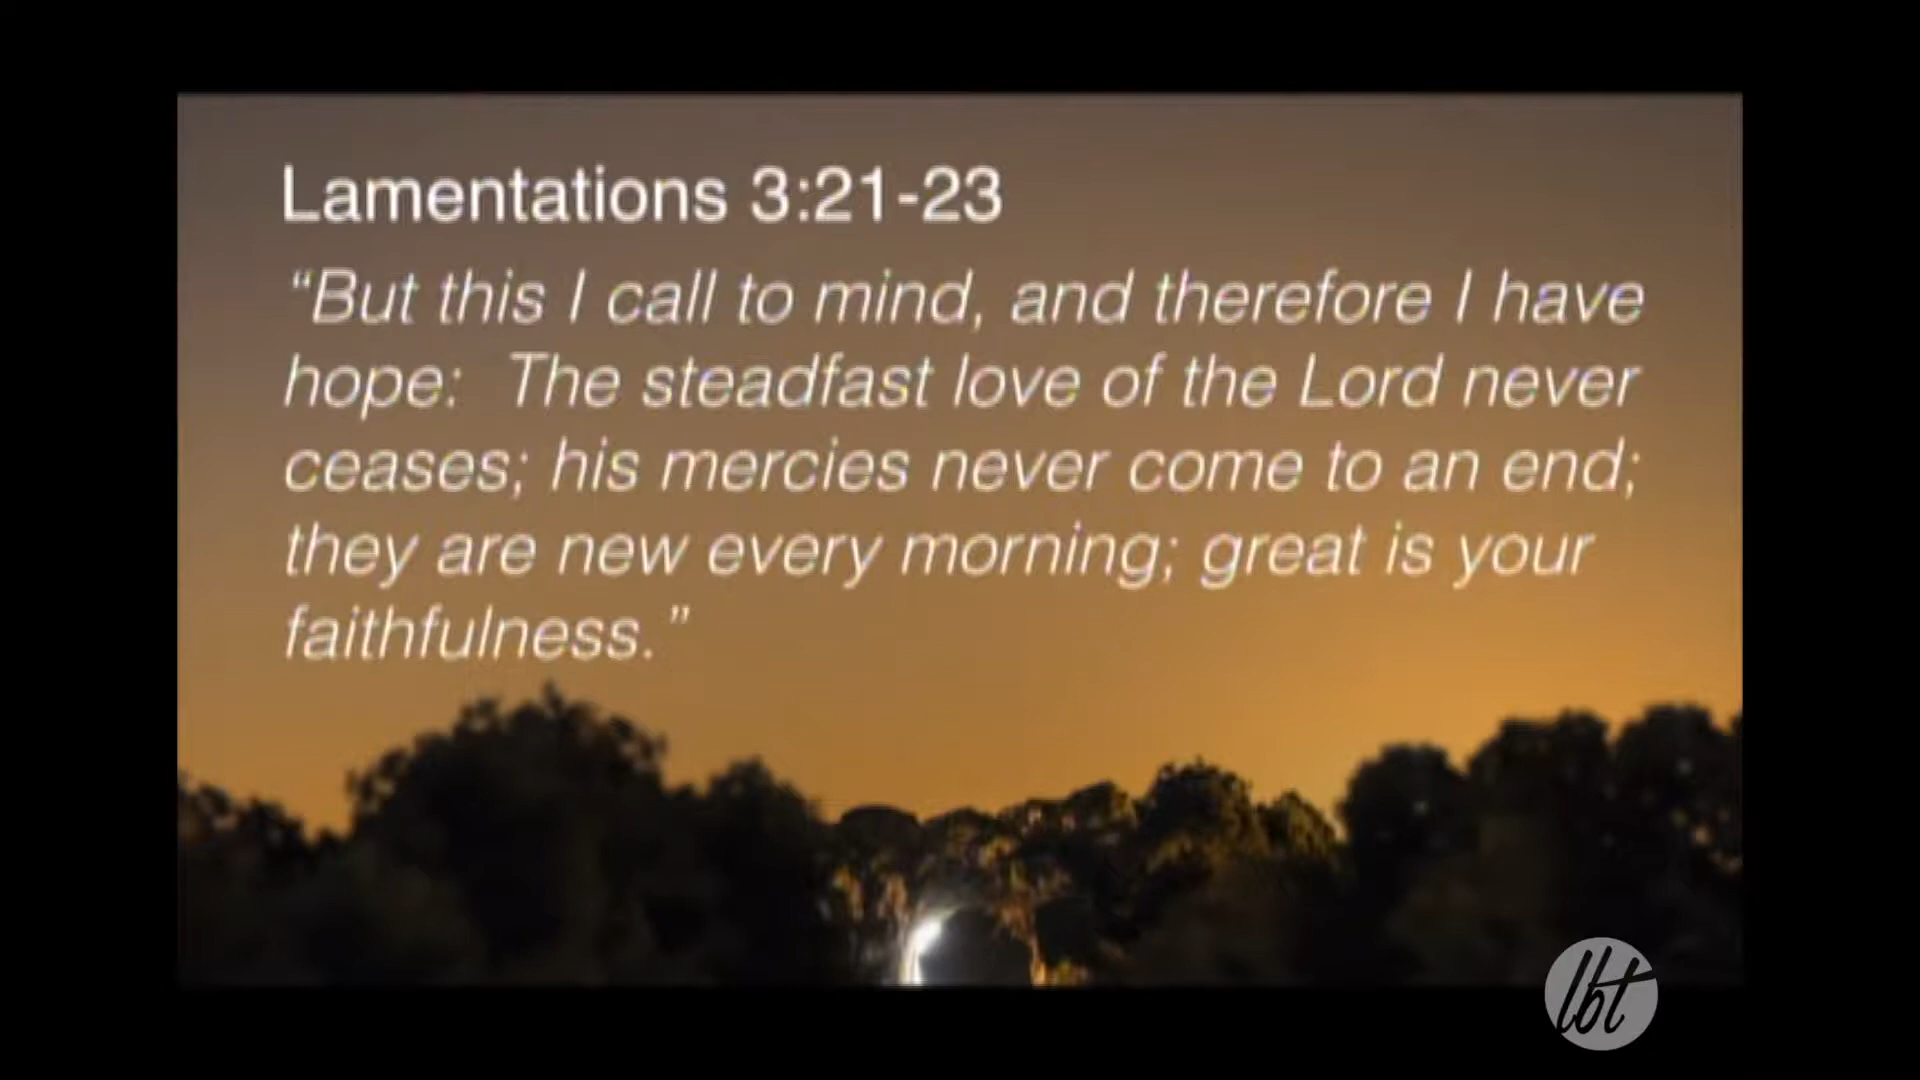 Lamentations 3:21-23
“But this I call to mind, and therefore I have
hope:  The steadfast love of the Lord never
ceases; his mercies never come to an end;
they are new every morning; great is your
faithfulness.”
lbt